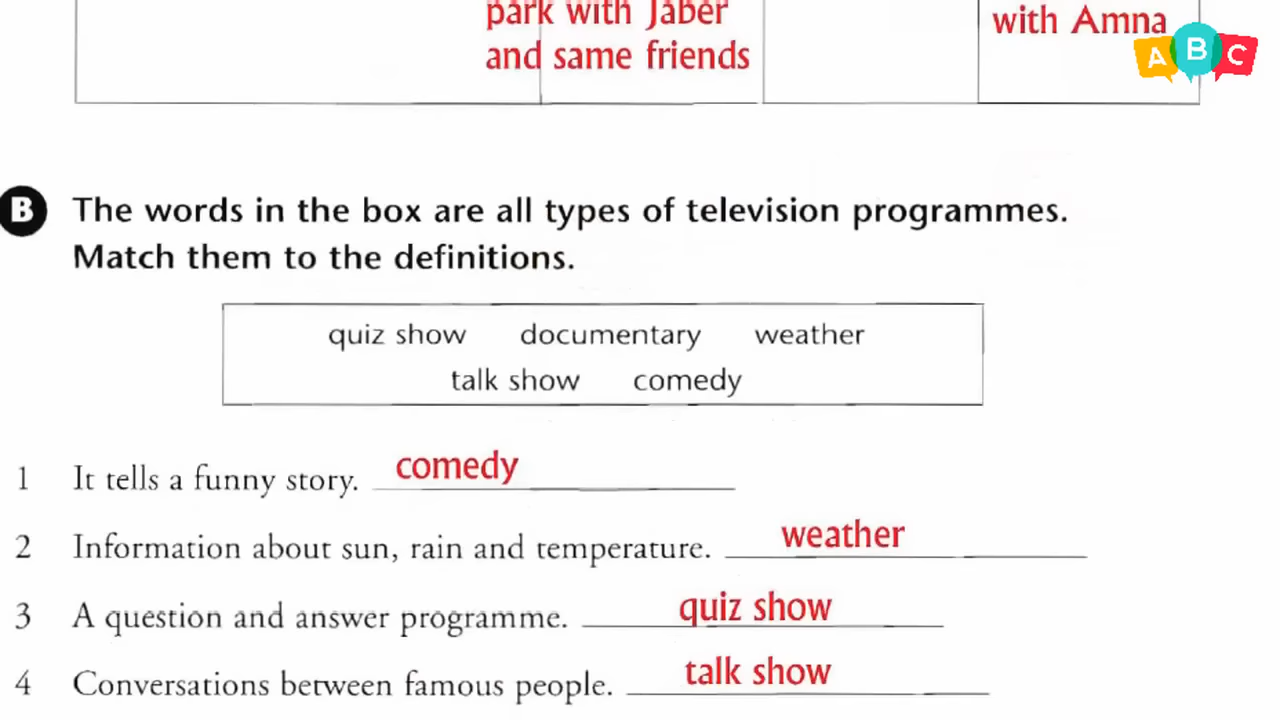 park with Jaber
and same friends
with Amna
A B C
B The words in the box are all types of television programmes.
Match them to the definitions.
quiz show documentary weather
talk show comedy
1 It tells a funny story. comedy
2 Information about sun, rain and temperature. weather
3 A question and answer programme. quiz show
4 Conversations between famous people. talk show